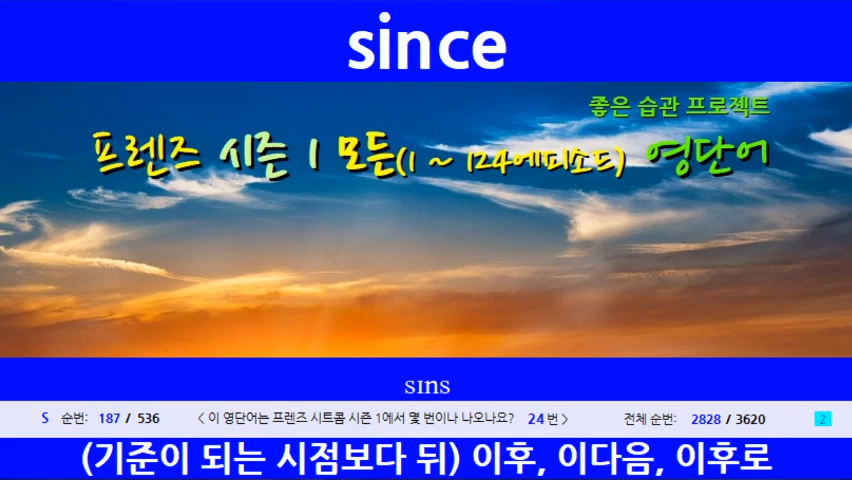 since
좋은 습관 프로젝트
프렌즈 시즌 1 모든(1 ~ 124에피소드) 영단어
sɪns
S 순번: 187 / 536 < 이 영단어는 프렌즈 시트콤 시즌 1에서 몇 번이나 나오나요? 24 번 > 전체 순번: 2828 / 3620 2
(기준이 되는 시점보다 뒤) 이후, 이다음, 이후로